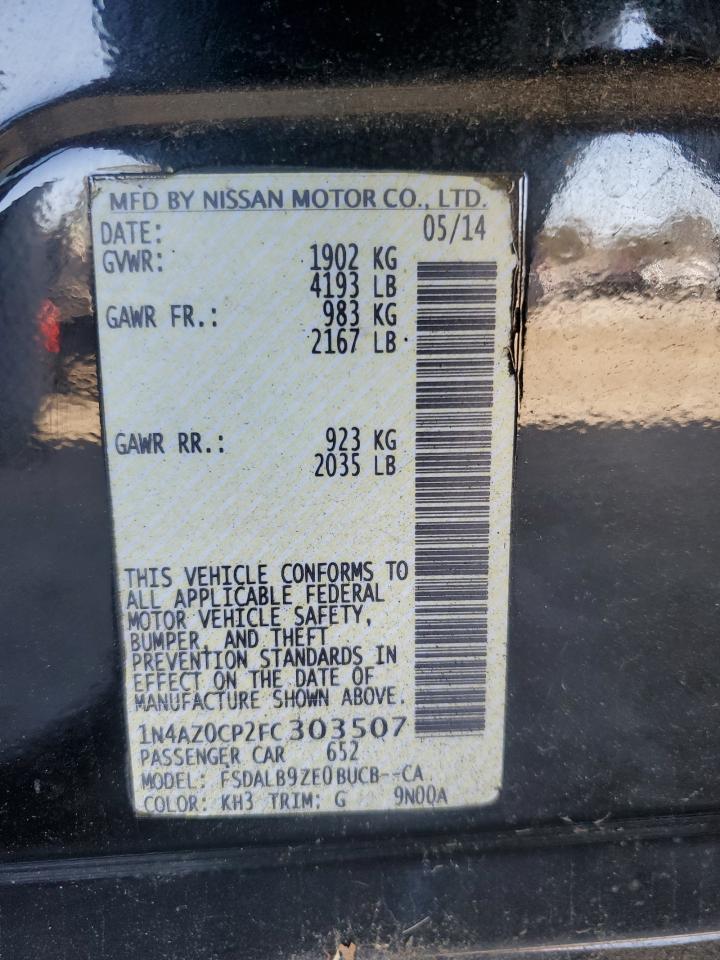 MFD BY NISSAN MOTOR CO., LTD.
DATE: 05/14
GVWR: 1902 KG
4193 LB
GAWR FR.: 983 KG
2167 LB
GAWR RR.: 923 KG
2035 LB
THIS VEHICLE CONFORMS TO
ALL APPLICABLE FEDERAL
MOTOR VEHICLE SAFETY,
BUMPER, AND THEFT
PREVENTION STANDARDS IN
EFFECT ON THE DATE OF
MANUFACTURE SHOWN ABOVE.
1N4AZ0CP2FC303507
PASSENGER CAR 652
MODEL: FSDALB9ZE0BUCB--CA
COLOR: KH3 TRIM: G 9N00A